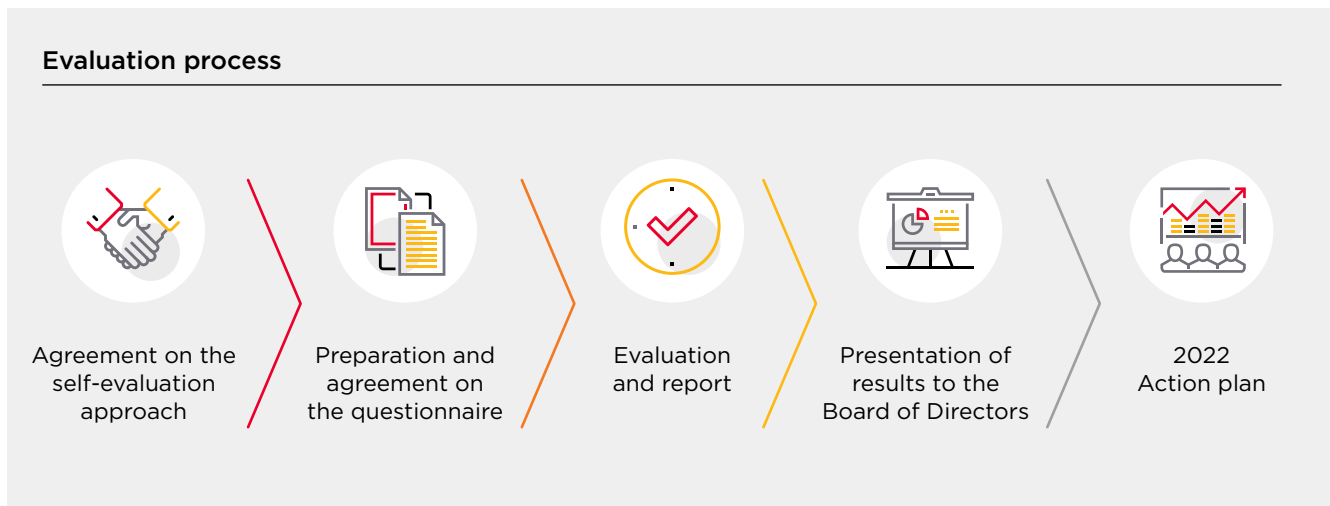 Evaluation process
Agreement on the
self-evaluation
approach
Preparation and
agreement on
the questionnaire
Evaluation
and report
Presentation of
results to the
Board of Directors
2022
Action plan